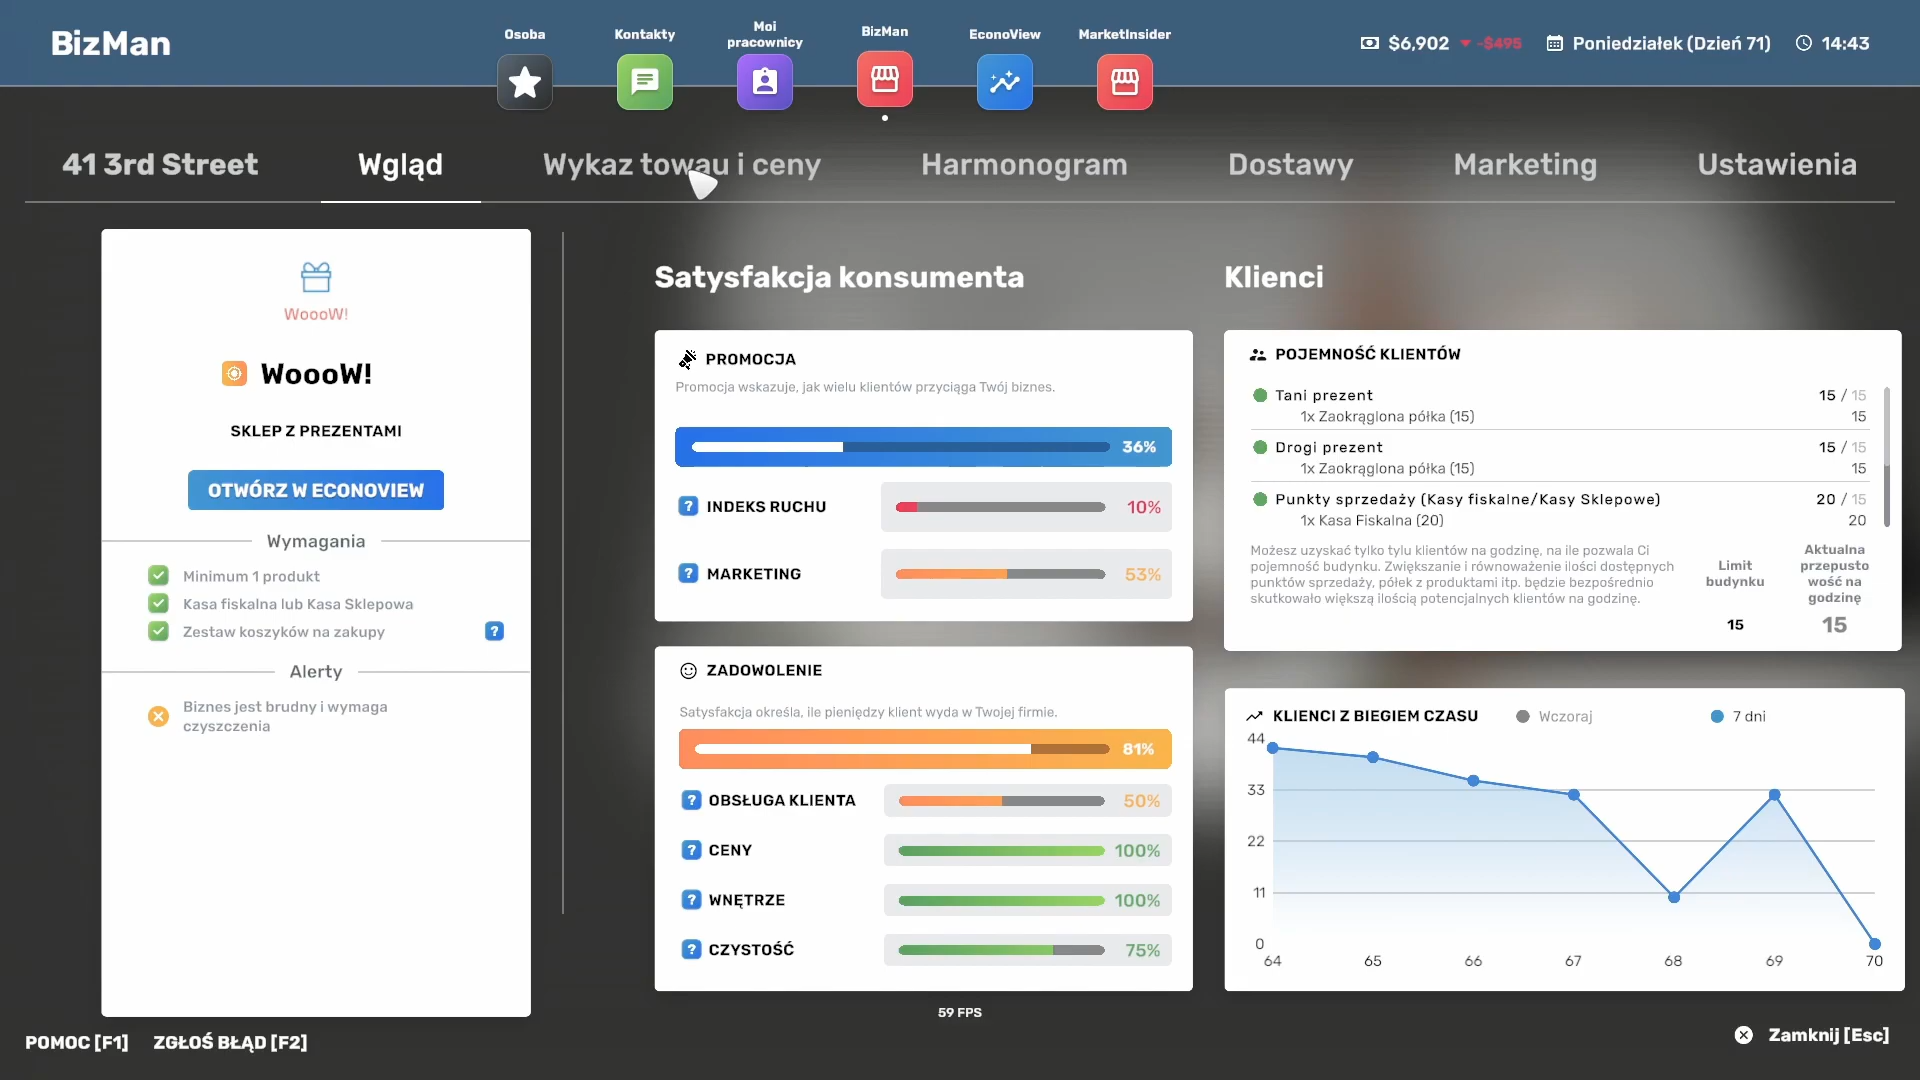 BizMan
Osoba
Kontakty
Moi
pracownicy
BizMan
EconoView
MarketInsider
$6,902
-$495
Poniedziałek (Dzień 71)
14:43
41 3rd Street
Wgląd
Wykaz towau i ceny
Harmonogram
Dostawy
Marketing
Ustawienia
WoooW!
WoooW!
SKLEP Z PREZENTAMI
OTWÓRZ W ECONOVIEW
Wymagania
Minimum 1 produkt
Kasa fiskalna lub Kasa Sklepowa
Zestaw koszyków na zakupy
?
Alerty
Biznes jest brudny i wymaga
czyszczenia
Satysfakcja konsumenta
PROMOCJA
Promocja wskazuje, jak wielu klientów przyciąga Twój biznes.
36%
? INDEKS RUCHU 10%
? MARKETING 53%
ZADOWOLENIE
Satysfakcja określa, ile pieniędzy klient wyda w Twojej firmie.
81%
? OBSŁUGA KLIENTA 50%
? CENY 100%
? WNĘTRZE 100%
? CZYSTOŚĆ 75%
Klienci
POJEMNOŚĆ KLIENTÓW
Tani prezent 15 / 15
1x Zaokrąglona półka (15) 15
Drogi prezent 15 / 15
1x Zaokrąglona półka (15) 15
Punkty sprzedaży (Kasy fiskalne/Kasy Sklepowe) 20 / 15
1x Kasa Fiskalna (20) 20
Możesz uzyskać tylko tylu klientów na godzinę, na ile pozwala Ci
pojemność budynku. Zwiększanie i równoważenie ilości dostępnych
punktów sprzedaży, półek z produktami itp. będzie bezpośrednio
skutkowało większą ilością potencjalnych klientów na godzinę.
Limit
budynku
15
Aktualna
przepusto
wość na
godzinę
15
KLIENCI Z BIEGIEM CZASU
Wczoraj
7 dni
44
33
22
11
0
64 65 66 67 68 69 70
59 FPS
POMOC [F1]
ZGŁOŚ BŁĄD [F2]
Zamknij [Esc]